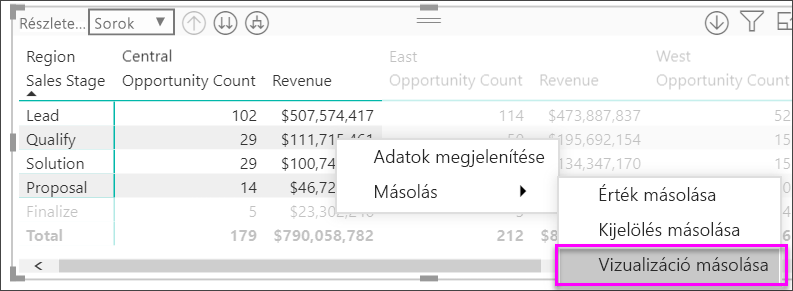 Részlete... Sorok
Region Central East West
Sales Stage Opportunity Count Revenue Opportunity Count Revenue Opportunity Count
Lead 102 $507,574,417 114 $473,887,837 52
Qualify 29 $111,715,461 $195,692,154 15
Adatok megjelenítése
Solution 29 $100,74 $134,347,170 15
Másolás
Proposal 14 $46,72
Érték másolása
Finalize 5 $23,302,246
Kijelölés másolása
Total 179 $790,058,782 212 $8 6
Vizualizáció másolása